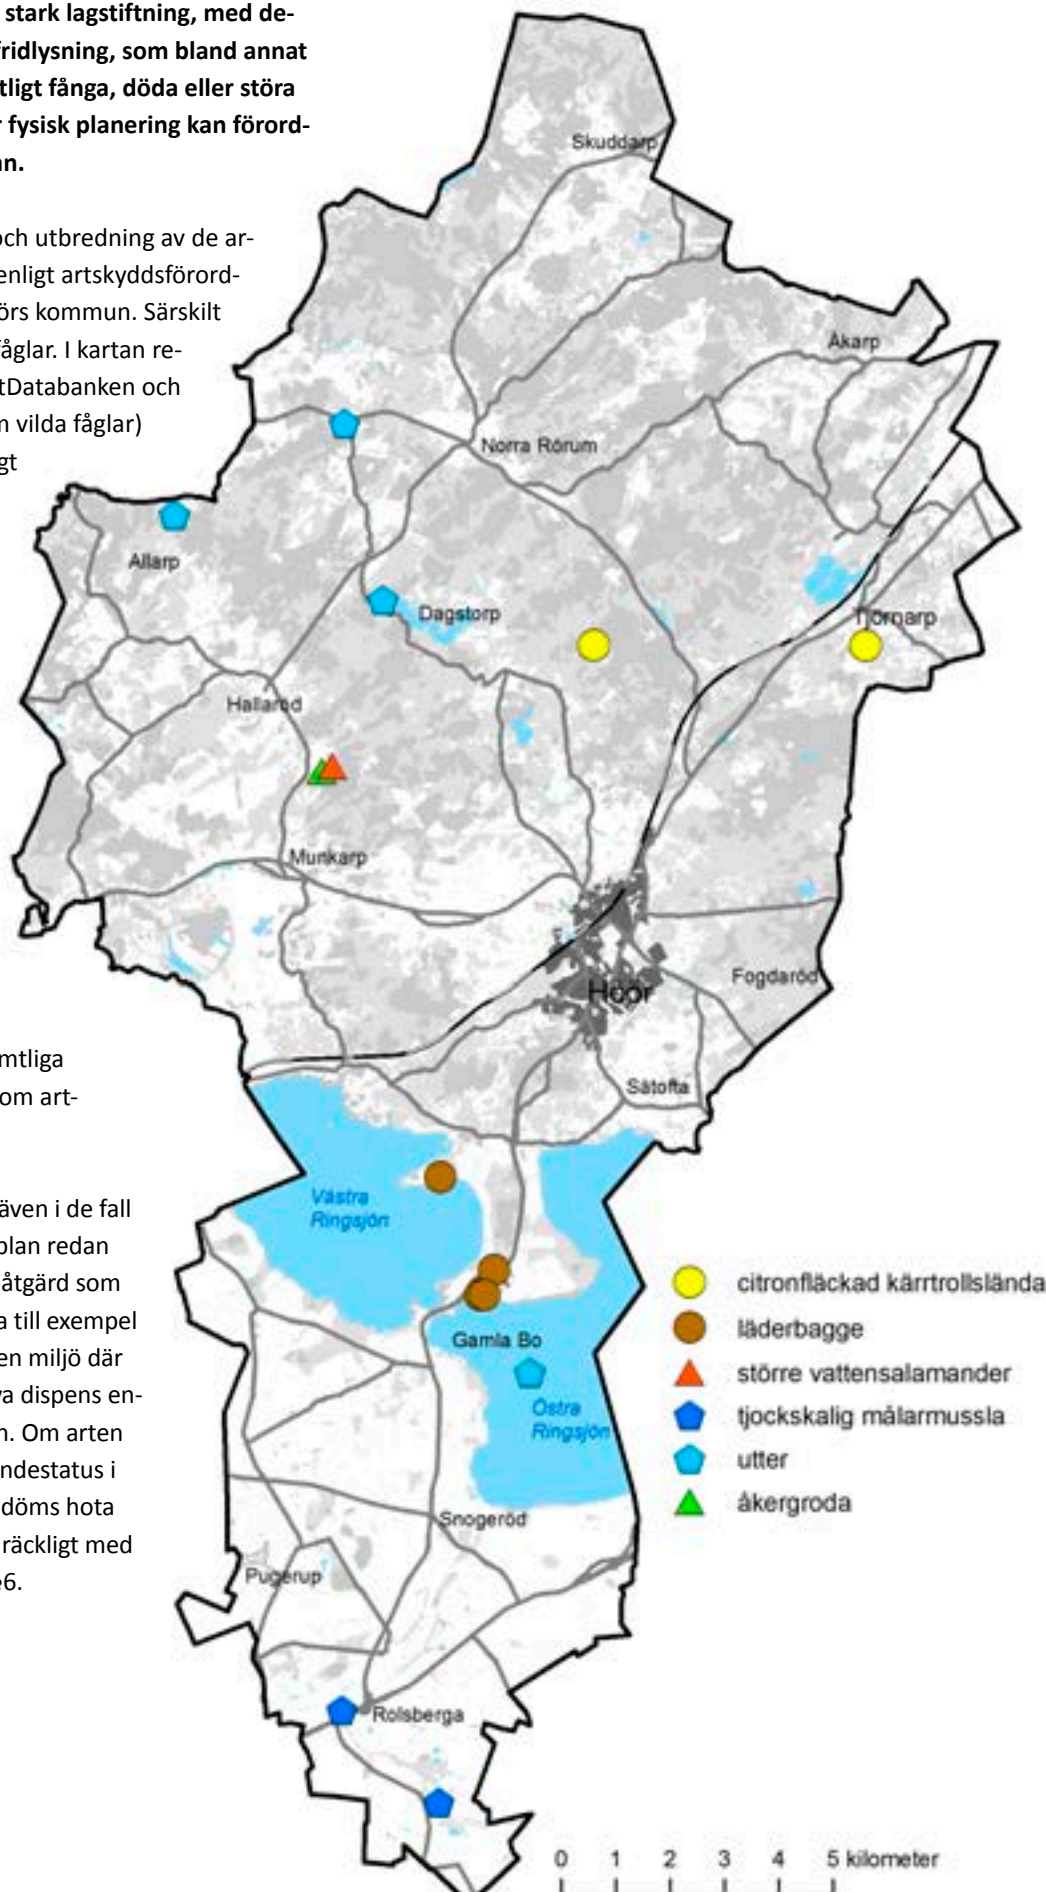 stark lagstiftning, med de-
fridlysning, som bland annat
tligt fånga, döda eller störa
fysisk planering kan förord-
an.
och utbredning av de ar-
enligt artskyddsförord-
örs kommun. Särskilt
fåglar. I kartan re-
tDatabanken och
n vilda fåglar)
gt
mtliga
om art-
även i de fall
plan redan
åtgärd som
a till exempel
en miljö där
va dispens en-
n. Om arten
ndestatus i
döms hota
räckligt med
6.
Skuddarp
Åkarp
Norra Rörum
Allarp
Dagstorp
Tjörnarp
Hallaröd
Munkarp
Höör
Fogdaröd
Sätofta
Västra
Ringsjön
Gamla Bo
Östra
Ringsjön
Snogeröd
Pugerup
Rolsberga
citronfläckad kärrtrollslända
läderbagge
större vattensalamander
tjockskalig målarmussla
utter
åkergroda
0 1 2 3 4 5 kilometer